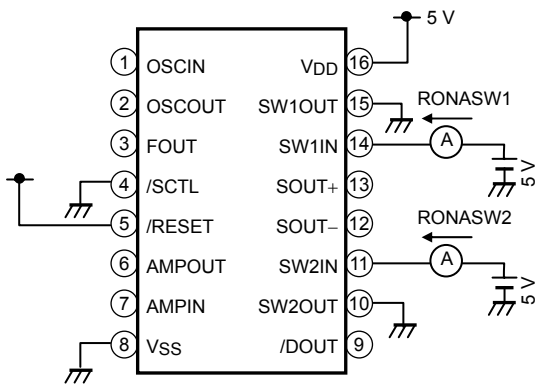 5 V
1 OSCIN VDD 16
2 OSCOUT SW1OUT 15
RONASW1
3 FOUT SW1IN 14
A
4 /SCTL SOUT+ 13
5 V
5 /RESET SOUT− 12
RONASW2
6 AMPOUT SW2IN 11
A
7 AMPIN SW2OUT 10
5 V
8 VSS /DOUT 9